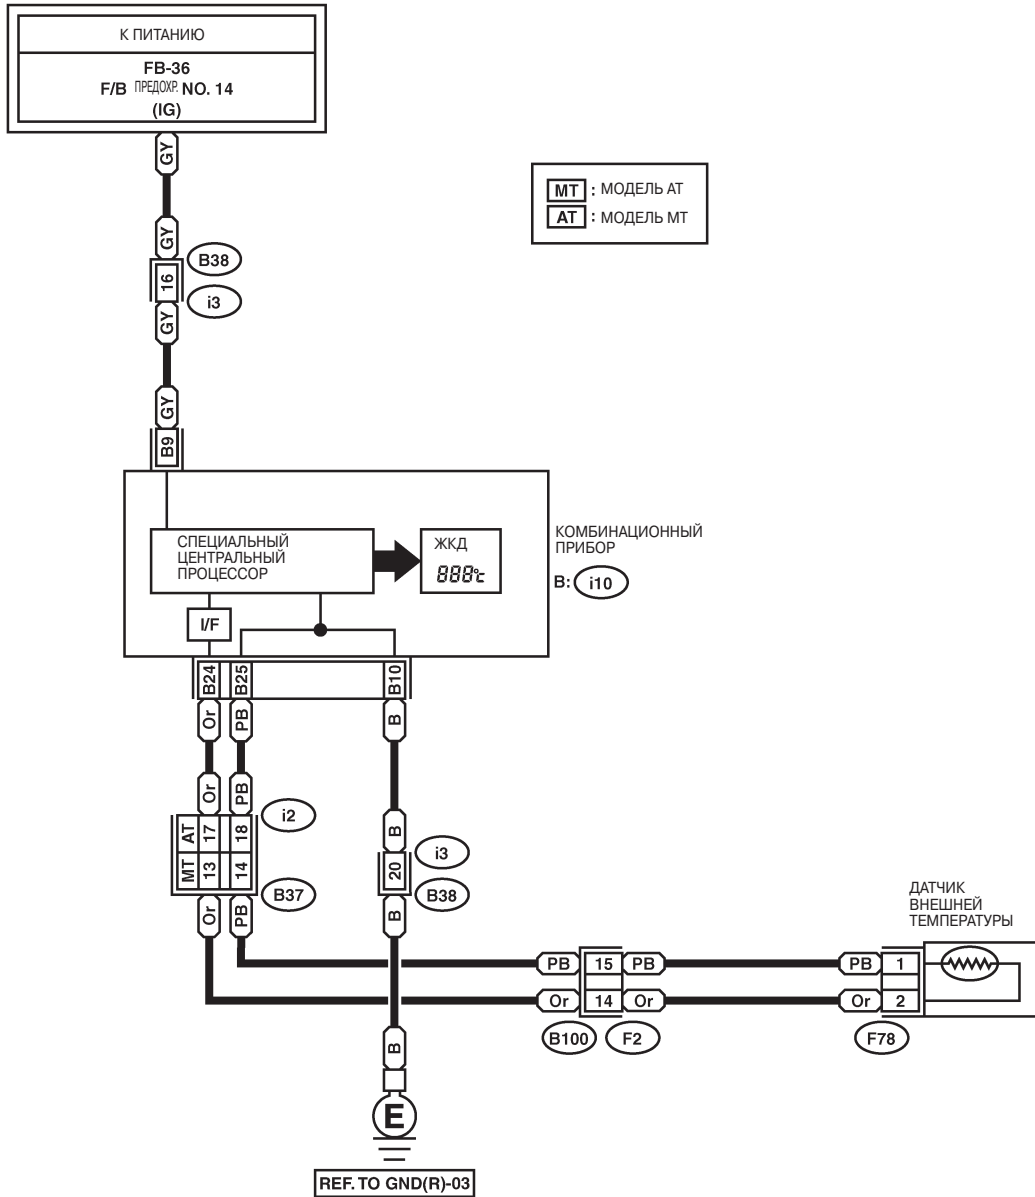 К ПИТАНИЮ
FB-36
F/B ПРЕДОХР. NO. 14
(IG)
GY
GY
B38
16
i3
GY
GY
B9
MT : МОДЕЛЬ АТ
AT : МОДЕЛЬ МТ
СПЕЦИАЛЬНЫЙ
ЦЕНТРАЛЬНЫЙ
ПРОЦЕССОР
ЖКД
888°c
КОМБИНАЦИОННЫЙ
ПРИБОР
B: i10
I/F
B24 B25 B10
Or PB B
Or PB B
i2
AT 17 18
MT 13 14
B37
i3
20
B38
Or PB B
ДАТЧИК
ВНЕШНЕЙ
ТЕМПЕРАТУРЫ
PB 15 PB PB 1
Or 14 Or Or 2
B100 F2 F78
B
E
REF. TO GND(R)-03